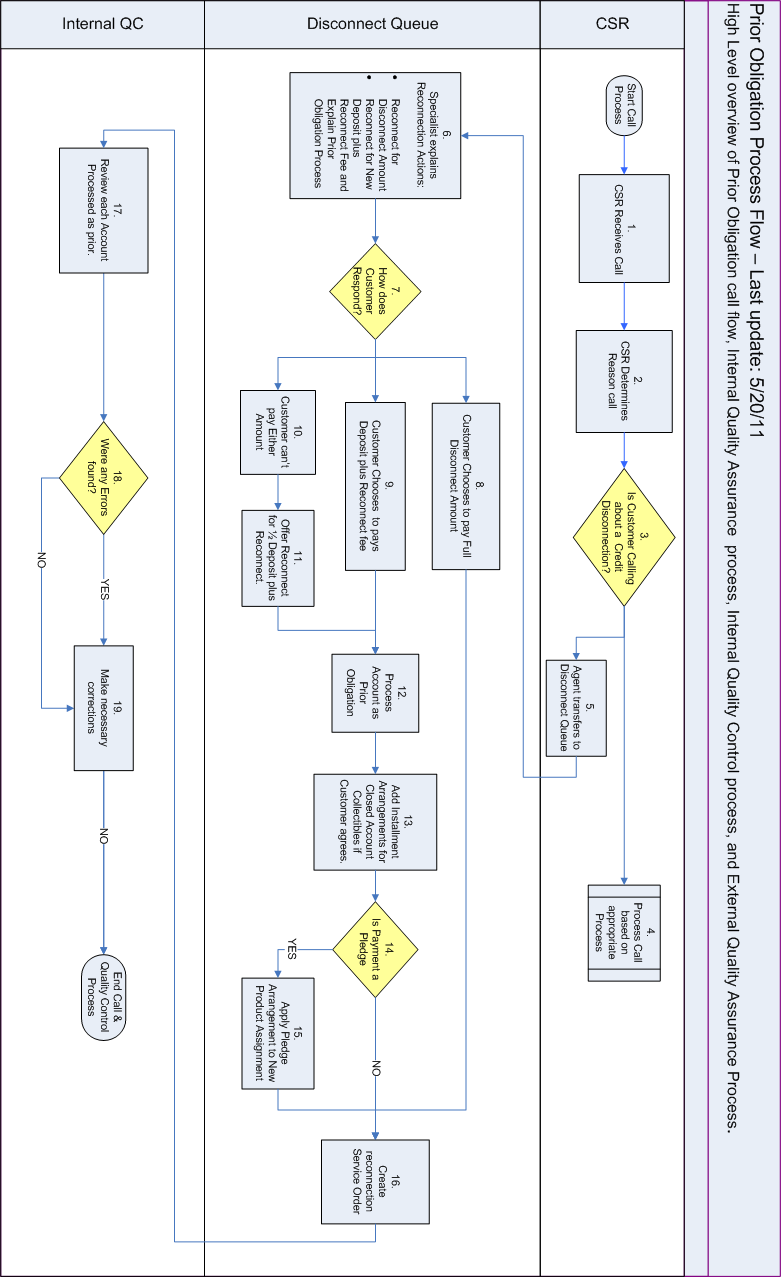 Prior Obligation Process Flow – Last update: 5/20/11
High Level overview of Prior Obligation call flow, Internal Quality Assurance process, Internal Quality Control process, and External Quality Assurance Process.
CSR
Start Call
Process
1.
CSR Receives Call
2.
CSR Determines
Reason call
3.
Is Customer Calling
about a Credit
Disconnection?
4.
Process Call
based on
appropriate
Process
5.
Agent transfers to
Disconnect Queue
Disconnect Queue
6.
Specialist explains
Reconnection Actions:
• Reconnect for
Disconnect Amount
• Reconnect for New
Deposit plus
Reconnect Fee and
Explain Prior
Obligation Process
7.
How does
Customer
Respond?
8.
Customer Chooses to pay Full
Disconnect Amount
9.
Customer Chooses to pays
Deposit plus Reconnect fee
10.
Customer can't
pay Either
Amount
11.
Offer Reconnect
for ½ Deposit plus
Reconnect.
12.
Process
Account as
Prior
Obligation
13.
Add Installment
Arrangements for
Closed Account
Collectibles if
Customer agrees.
14.
Is Payment a
Pledge
YES
NO
15.
Apply Pledge
Arrangement to New
Product Assignment
16.
Create
reconnection
Service Order
Internal QC
17.
Review each Account
Processed as prior.
18.
Were any Errors
found?
YES
NO
19.
Make necessary
corrections
NO
End Call &
Quality Control
Process